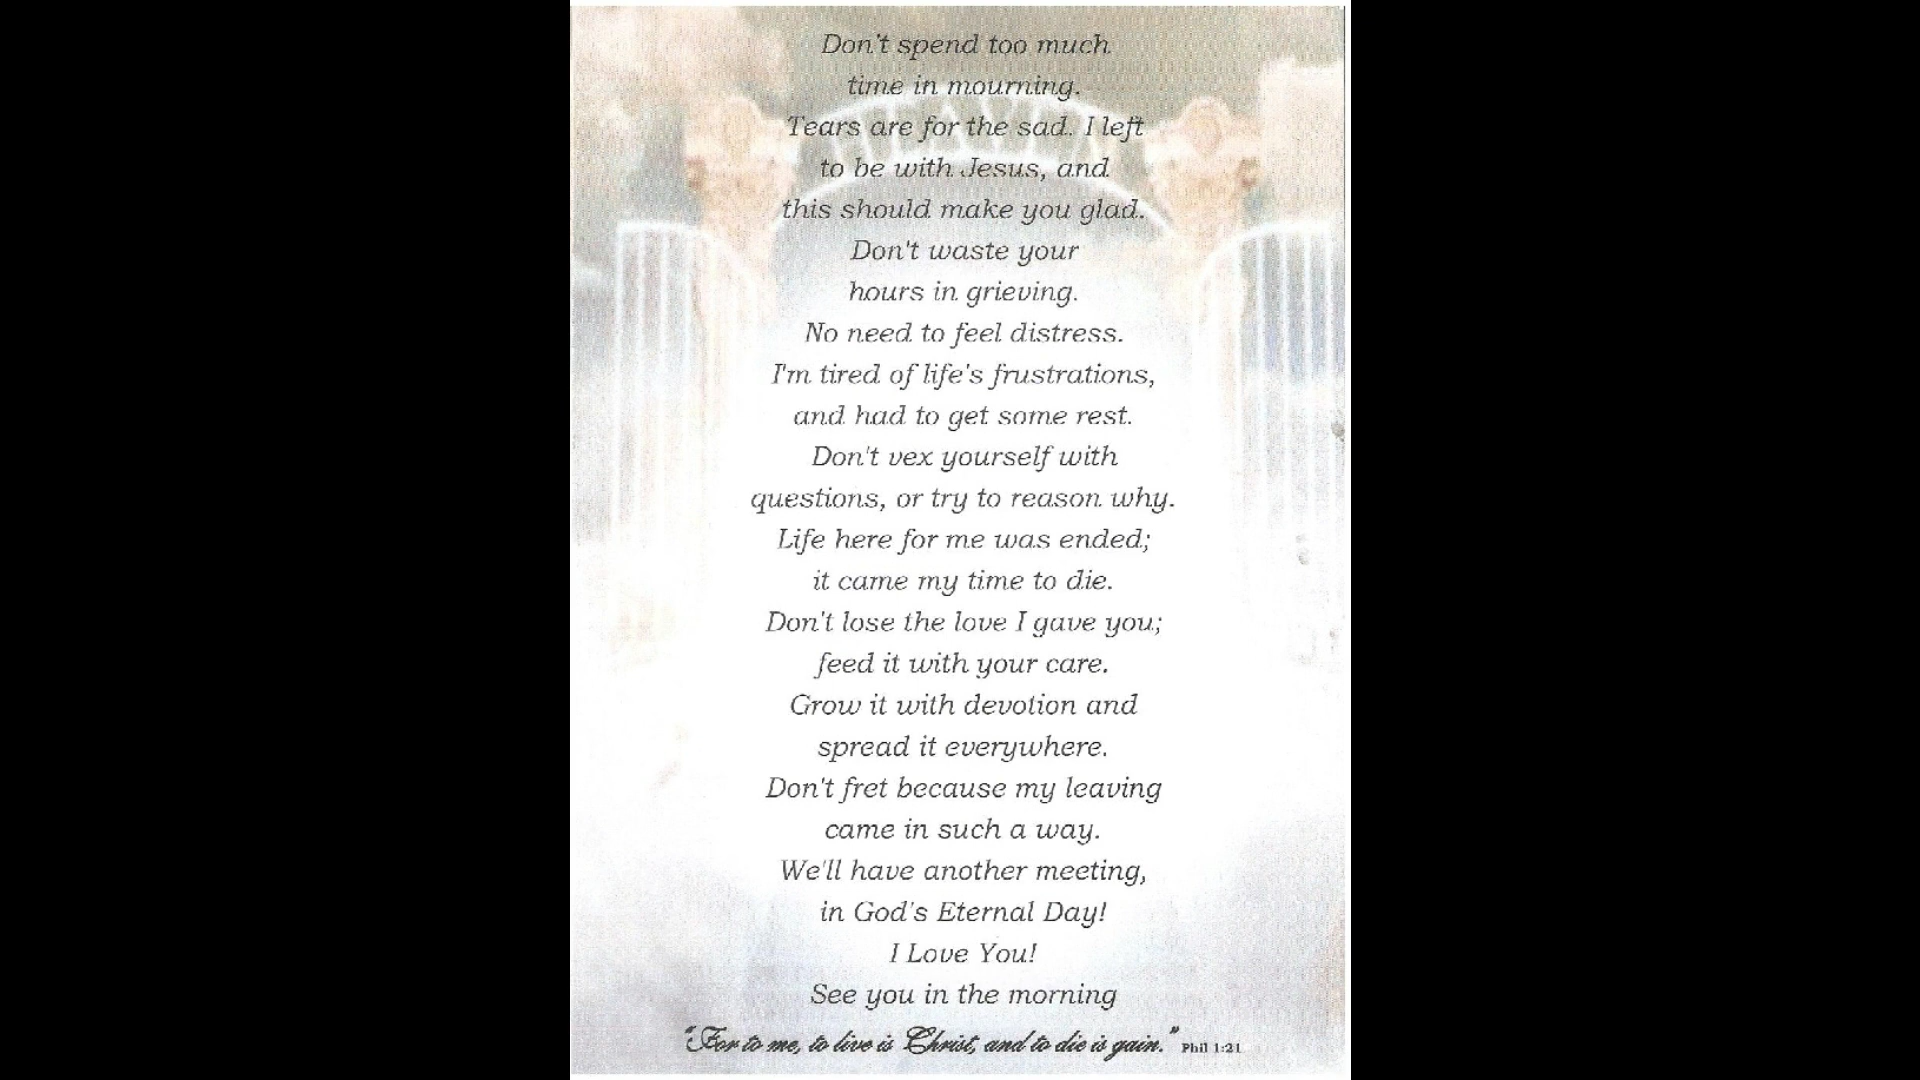 Don't spend too much
time in mourning.
Tears are for the sad. I left
to be with Jesus, and
this should make you glad.
Don't waste your
hours in grieving.
No need to feel distress.
I'm tired of life's frustrations,
and had to get some rest.
Don't vex yourself with
questions, or try to reason why.
Life here for me was ended;
it came my time to die.
Don't lose the love I gave you;
feed it with your care.
Grow it with devotion and
spread it everywhere.
Don't fret because my leaving
came in such a way.
We'll have another meeting,
in God's Eternal Day!
I Love You!
See you in the morning
"For to me, to live is Christ, and to die is gain." Phil 1:21
HEAVEN